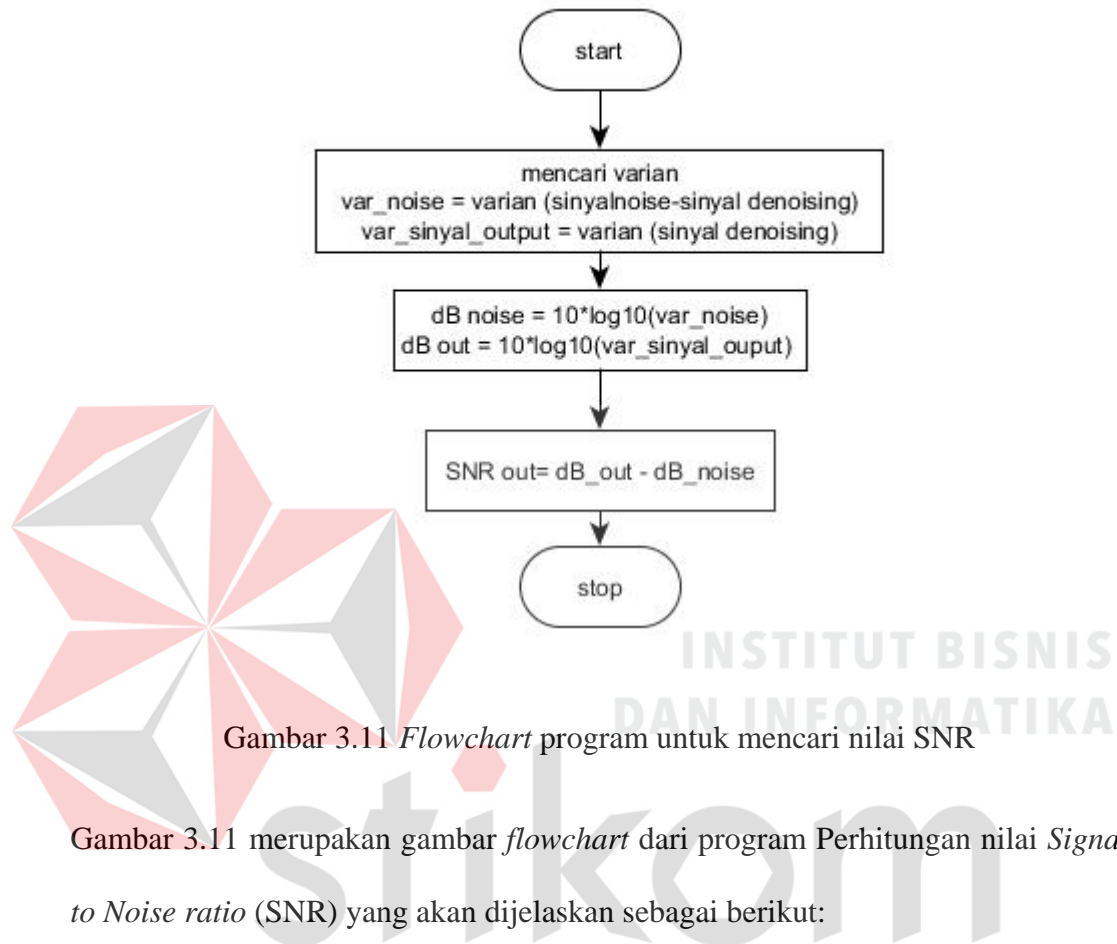 start
mencari varian
var_noise = varian (sinyalnoise-sinyal denoising)
var_sinyal_output = varian (sinyal denoising)
dB noise = 10*log10(var_noise)
dB out = 10*log10(var_sinyal_ouput)
SNR out= dB_out - dB_noise
stop
INSTITUT BISNIS
DAN INFORMATIKA
Gambar 3.11 Flowchart program untuk mencari nilai SNR
stikom
Gambar 3.11 merupakan gambar flowchart dari program Perhitungan nilai Signa
to Noise ratio (SNR) yang akan dijelaskan sebagai berikut: